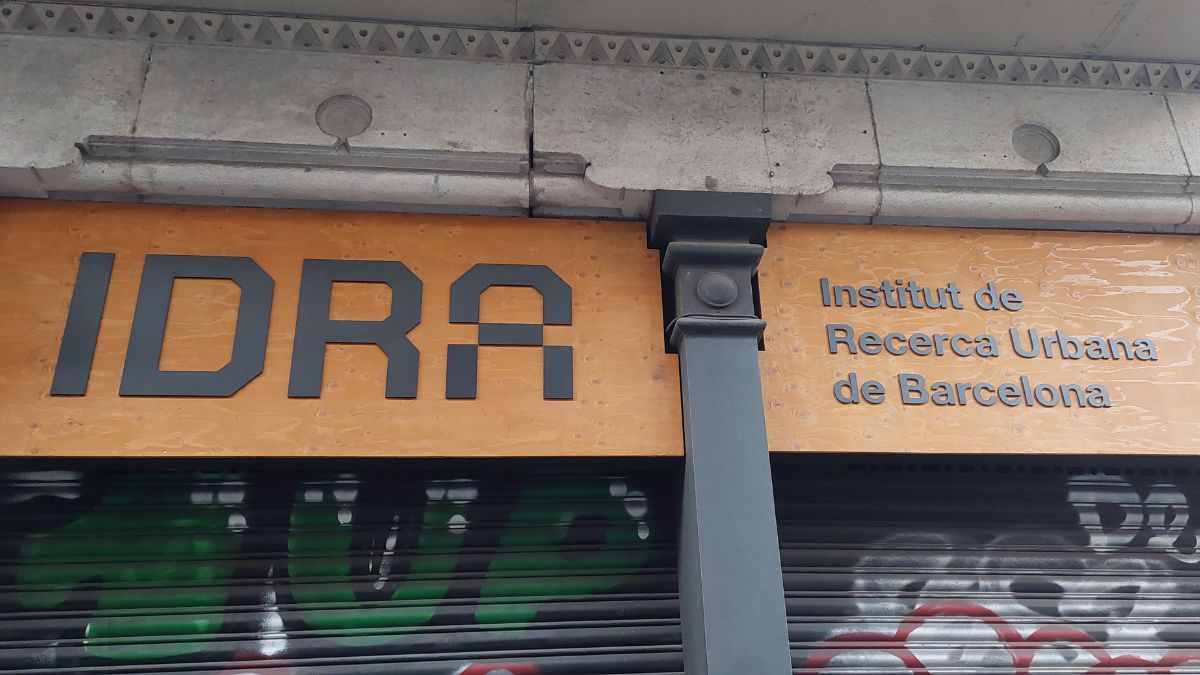 IDRA
Institut de
Recerca Urbana
de Barcelona